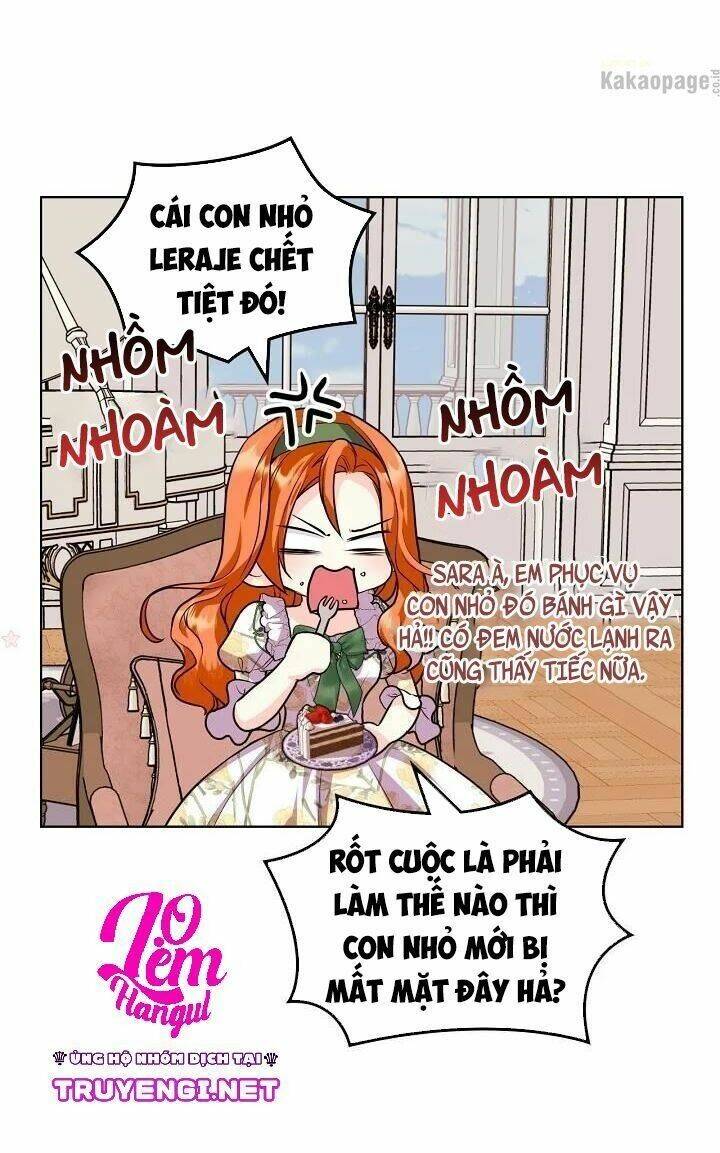 Kakaopage
CÁI CON NHỎ
LERAJE CHẾT
TIỆT ĐÓ!
NHỒM
NHOÀM
NHỒM
NHOÀM
SARA À, EM PHỤC VỤ
CON NHỎ ĐÓ BÁNH GÌ VẬY
HẢ!! CÓ ĐEM NƯỚC LẠNH RA
CŨNG THẤY TIẾC NỮA.
RỐT CUỘC LÀ PHẢI
LÀM THẾ NÀO THÌ
CON NHỎ MỚI BỊ
MẤT MẶT ĐÂY HẢ?
Lọ
Lem
Hangul
ỦNG HỘ NHÓM DỊCH TẠI
TRUYENGI.NET